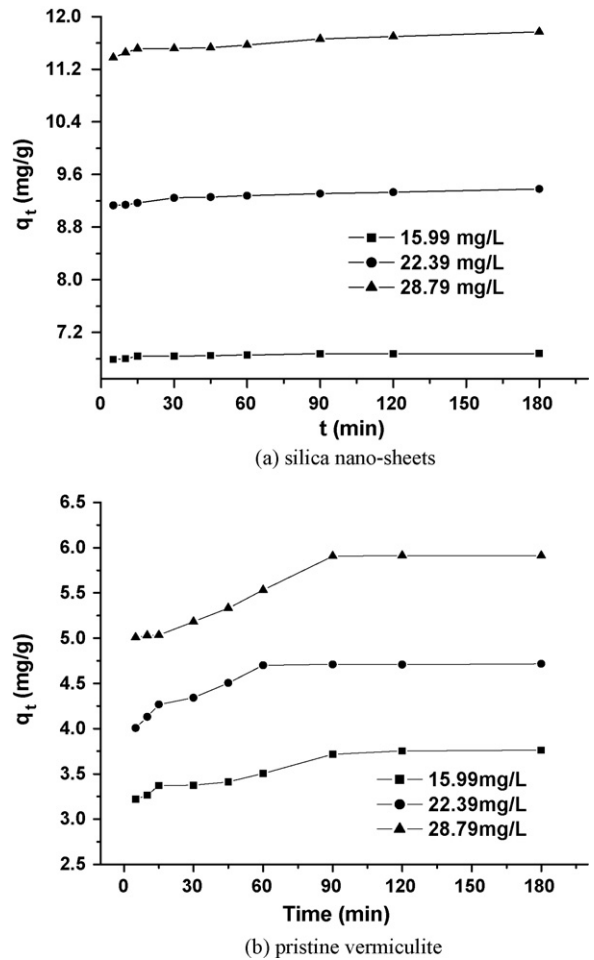 12.0
11.2
10.4
9.6
8.8
8.0
7.2
qt (mg/g)
15.99 mg/L
22.39 mg/L
28.79 mg/L
0 30 60 90 120 150 180
t (min)
(a) silica nano-sheets
6.5
6.0
5.5
5.0
4.5
4.0
3.5
3.0
2.5
qt (mg/g)
15.99mg/L
22.39mg/L
28.79mg/L
0 30 60 90 120 150 180
Time (min)
(b) pristine vermiculite